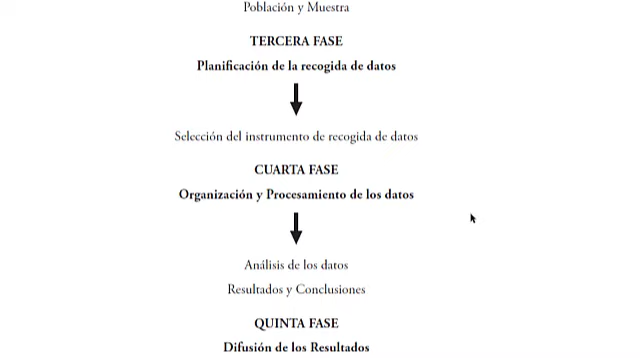 Población y Muestra
TERCERA FASE
Planificación de la recogida de datos
Selección del instrumento de recogida de datos
CUARTA FASE
Organización y Procesamiento de los datos
Análisis de los datos
Resultados y Conclusiones
QUINTA FASE
Difusión de los Resultados